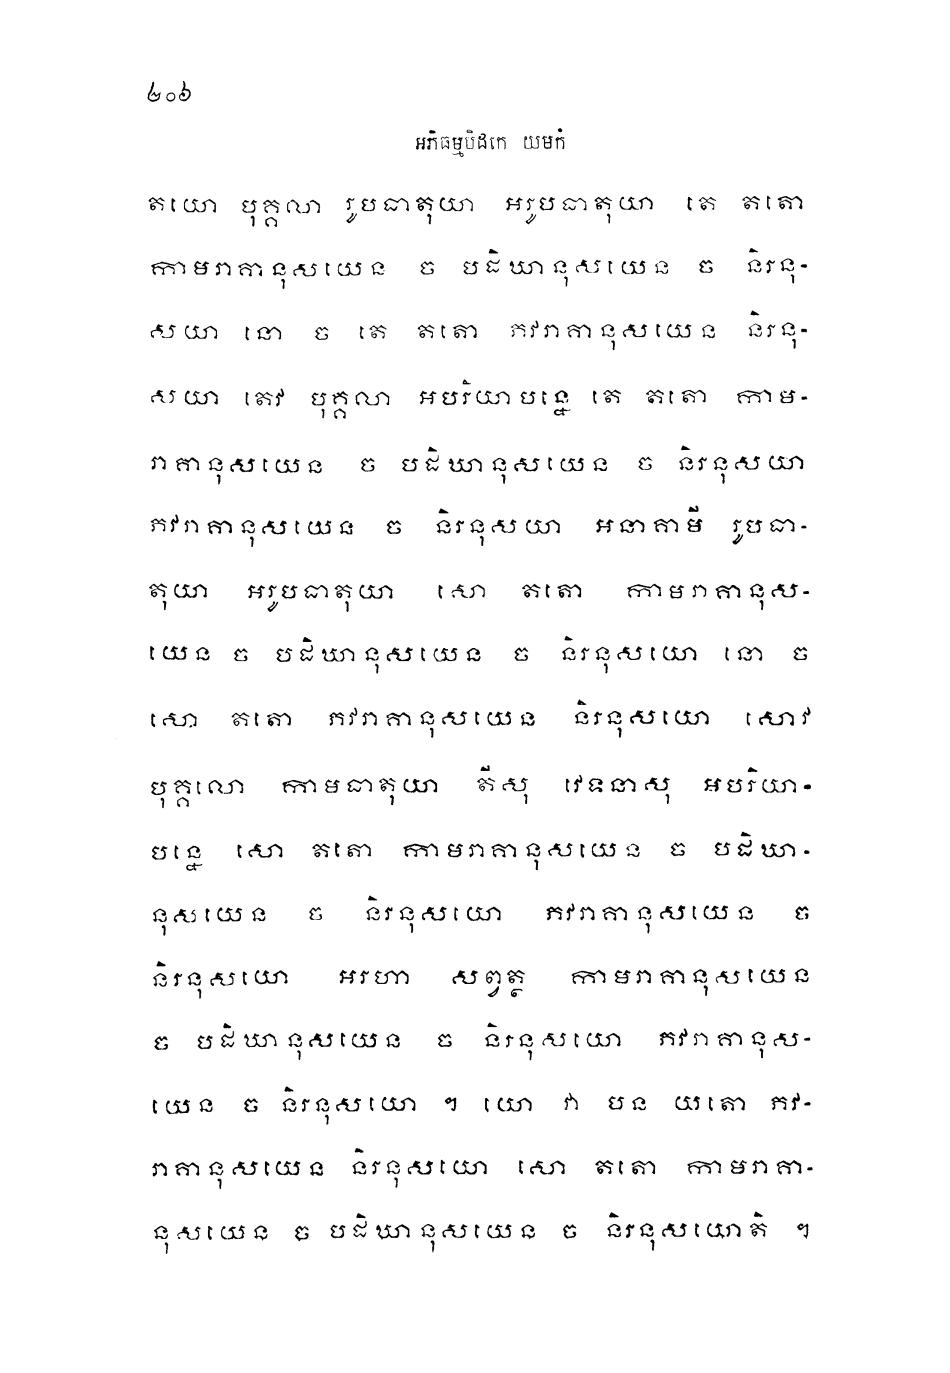 ២០៦
អភិធម្មបិដកេ យមកំ
តយោ បុគ្គលា រូបធាតុយា អរូបធាតុយា តេ តតោ
កាមរាគានុសយេន ច បដិឃានុសយេន ច និរនុ-
សយា នោ ច តេ តតោ ភវរាគានុសយេន និរនុ-
សយា តេវ បុគ្គលា អបរិយាបន្នេ តេ តតោ កាម-
រាគានុសយេន ច បដិឃានុសយេន ច និរនុសយា
ភវរាគានុសយេន ច និរនុសយា អនាគាមី រូបធា-
តុយា អរូបធាតុយា សោ តតោ កាមរាគានុស-
យេន ច បដិឃានុសយេន ច និរនុសយោ នោ ច
សោ តតោ ភវរាគានុសយេន និរនុសយោ សោវ
បុគ្គលោ កាមធាតុយា តីសុ វេទនាសុ អបរិយា-
បន្នេ សោ តតោ កាមរាគានុសយេន ច បដិឃា-
នុសយេន ច និរនុសយោ ភវរាគានុសយេន ច
និរនុសយោ អរហា សព្វត្ថ កាមរាគានុសយេន
ច បដិឃានុសយេន ច និរនុសយោ ភវរាគានុស-
យេន ច និរនុសយោ ។ យោ វា បន យតោ ភវ-
រាគានុសយេន និរនុសយោ សោ តតោ កាមរាគា-
នុសយេន ច បដិឃានុសយេន ច និរនុសយោតិ ។